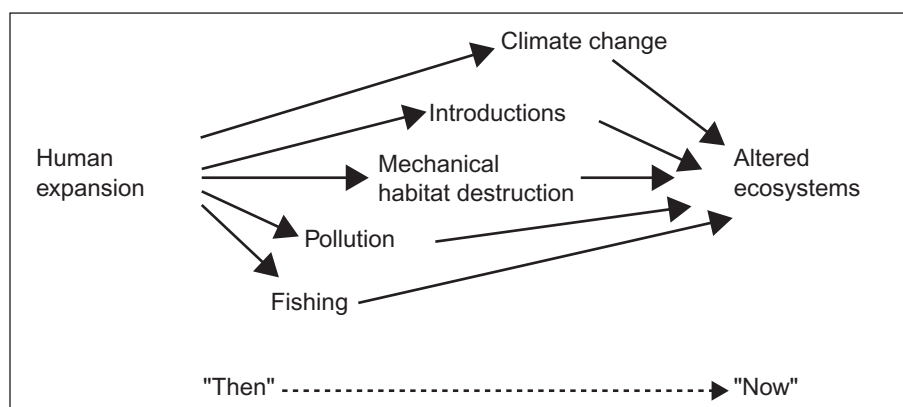 Climate change
Introductions
Human
expansion
Mechanical
habitat destruction
Altered
ecosystems
Pollution
Fishing
"Then"
"Now"